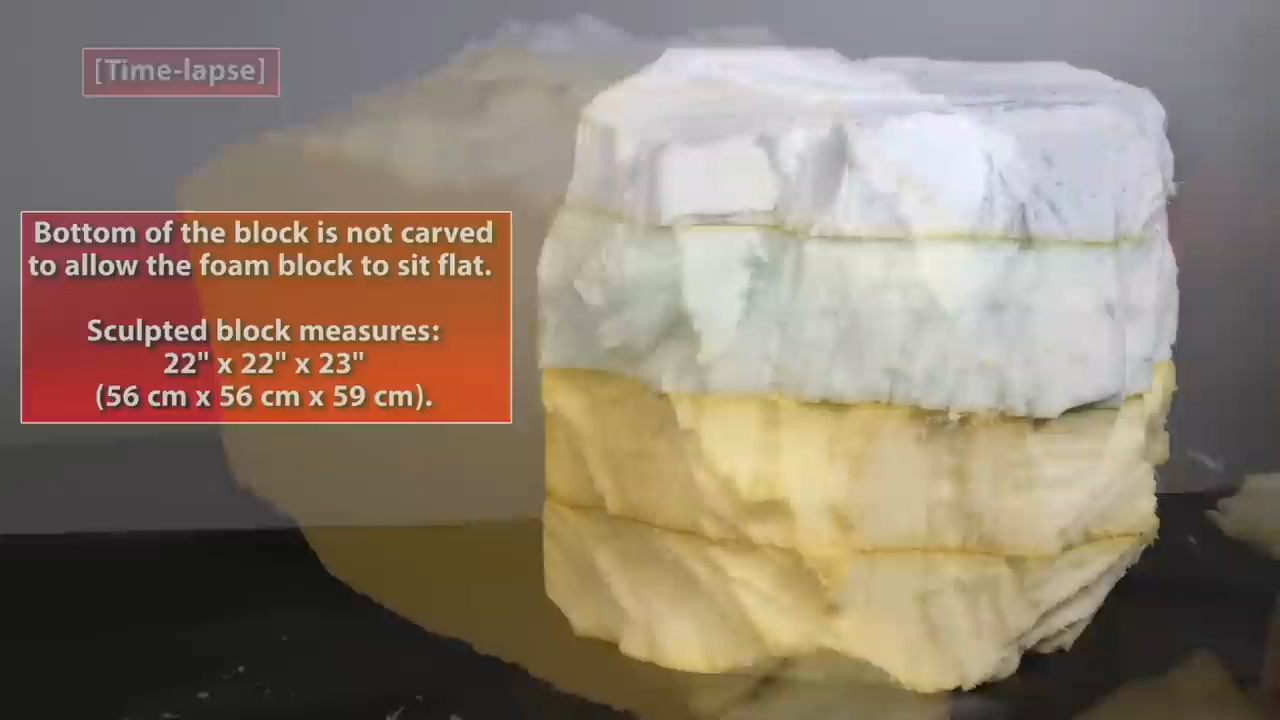 [Time-lapse]
Bottom of the block is not carved
to allow the foam block to sit flat.
Sculpted block measures:
22" x 22" x 23"
(56 cm x 56 cm x 59 cm).